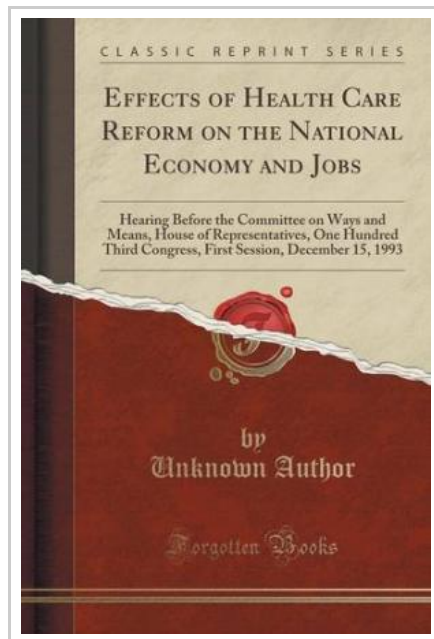 CLASSIC REPRINT SERIES
EFFECTS OF HEALTH CARE
REFORM ON THE NATIONAL
ECONOMY AND JOBS
Hearing Before the Committee on Ways and
Means, House of Representatives, One Hundred
Third Congress, First Session, December 15, 1993
by
Unknown Author
Forgotten Books